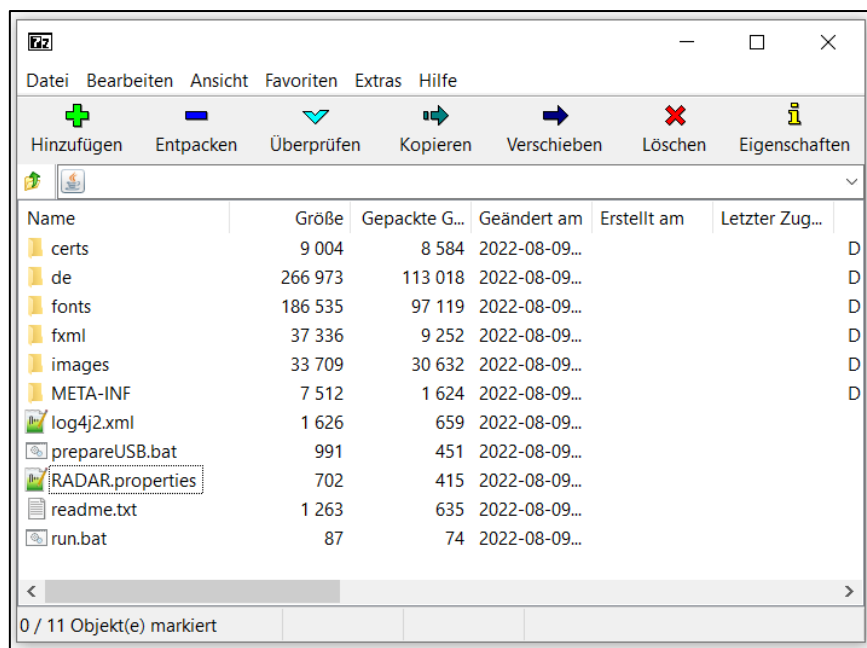 Datei Bearbeiten Ansicht Favoriten Extras Hilfe
Hinzufügen Entpacken Überprüfen Kopieren Verschieben Löschen Eigenschaften
Name Größe Gepackte G... Geändert am Erstellt am Letzter Zug...
certs 9 004 8 584 2022-08-09... D
de 266 973 113 018 2022-08-09... D
fonts 186 535 97 119 2022-08-09... D
fxml 37 336 9 252 2022-08-09... D
images 33 709 30 632 2022-08-09... D
META-INF 7 512 1 624 2022-08-09... D
log4j2.xml 1 626 659 2022-08-09...
prepareUSB.bat 991 451 2022-08-09...
RADAR.properties 702 415 2022-08-09...
readme.txt 1 263 635 2022-08-09...
run.bat 87 74 2022-08-09...
0 / 11 Objekt(e) markiert